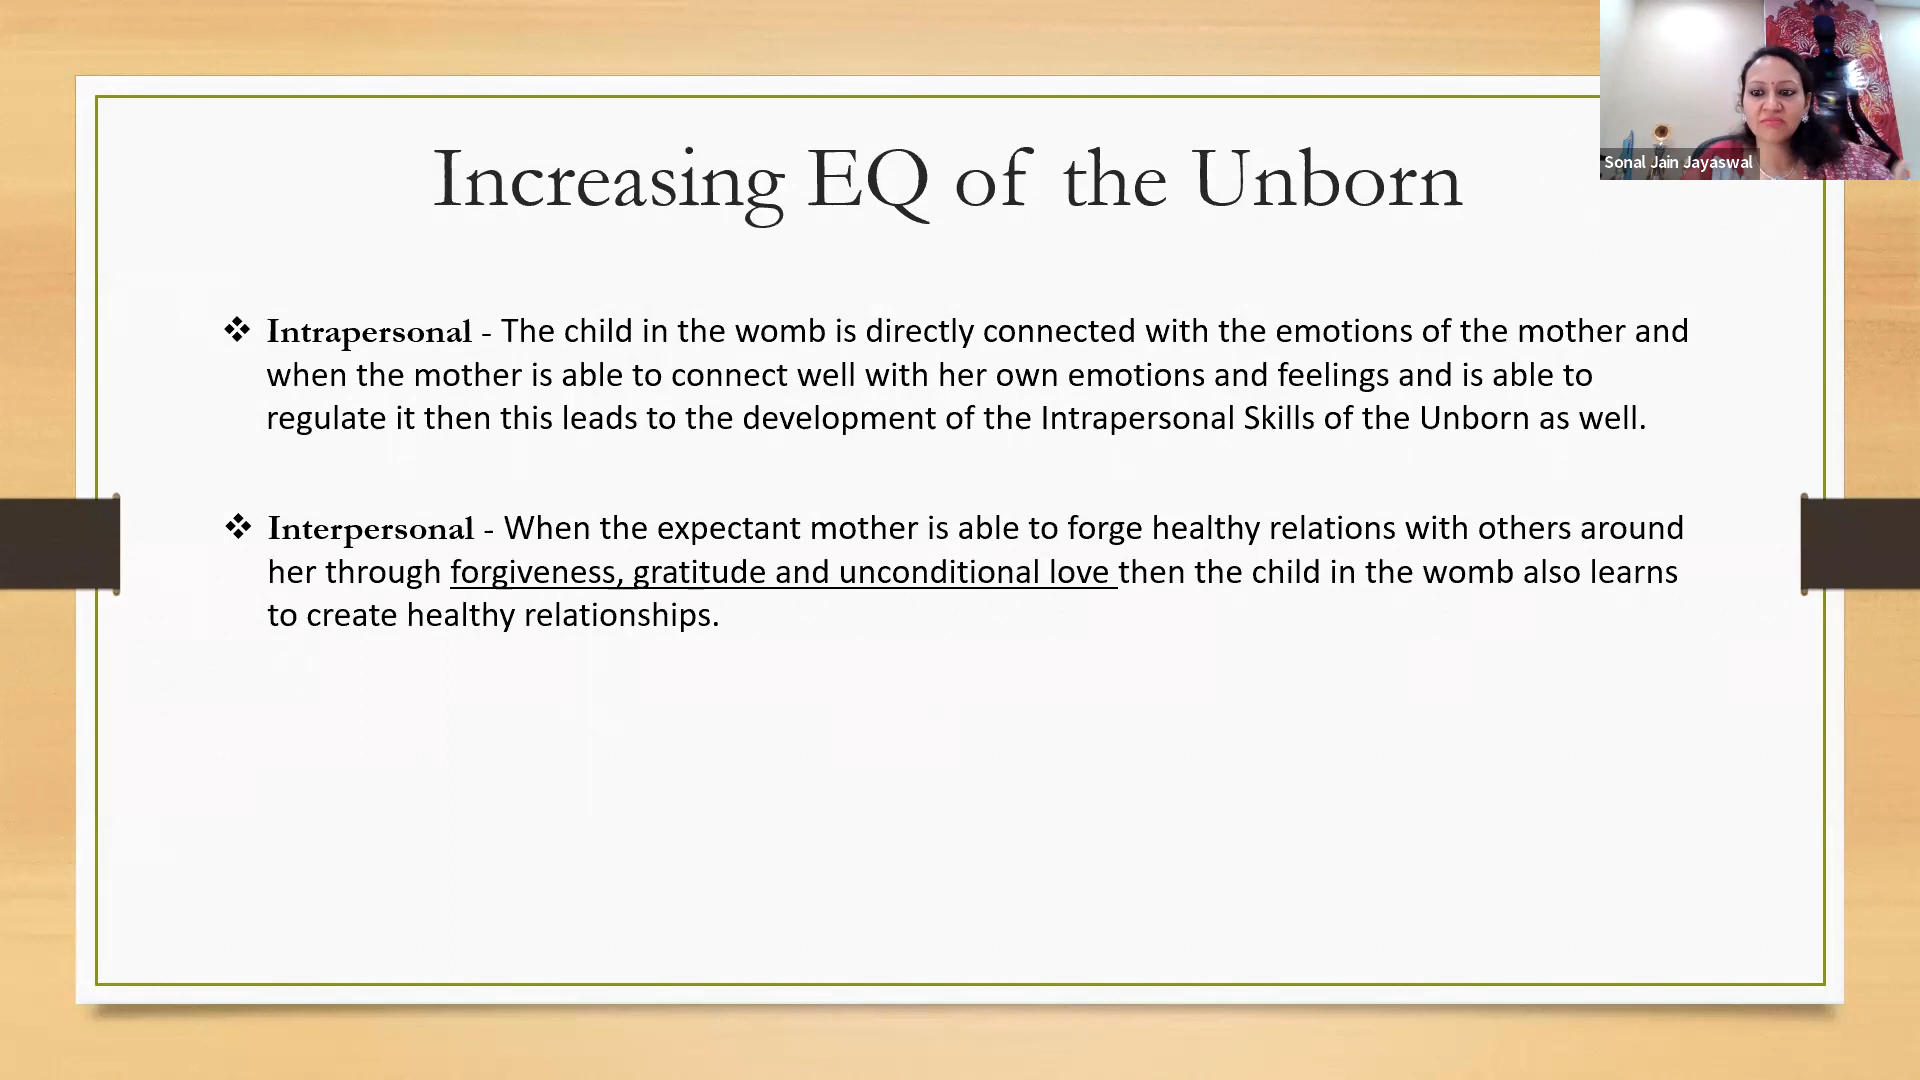 Increasing EQ of the Unborn
Sonal Jain Jayaswal
❖ Intrapersonal - The child in the womb is directly connected with the emotions of the mother and
when the mother is able to connect well with her own emotions and feelings and is able to
regulate it then this leads to the development of the Intrapersonal Skills of the Unborn as well.
❖ Interpersonal - When the expectant mother is able to forge healthy relations with others around
her through forgiveness, gratitude and unconditional love then the child in the womb also learns
to create healthy relationships.